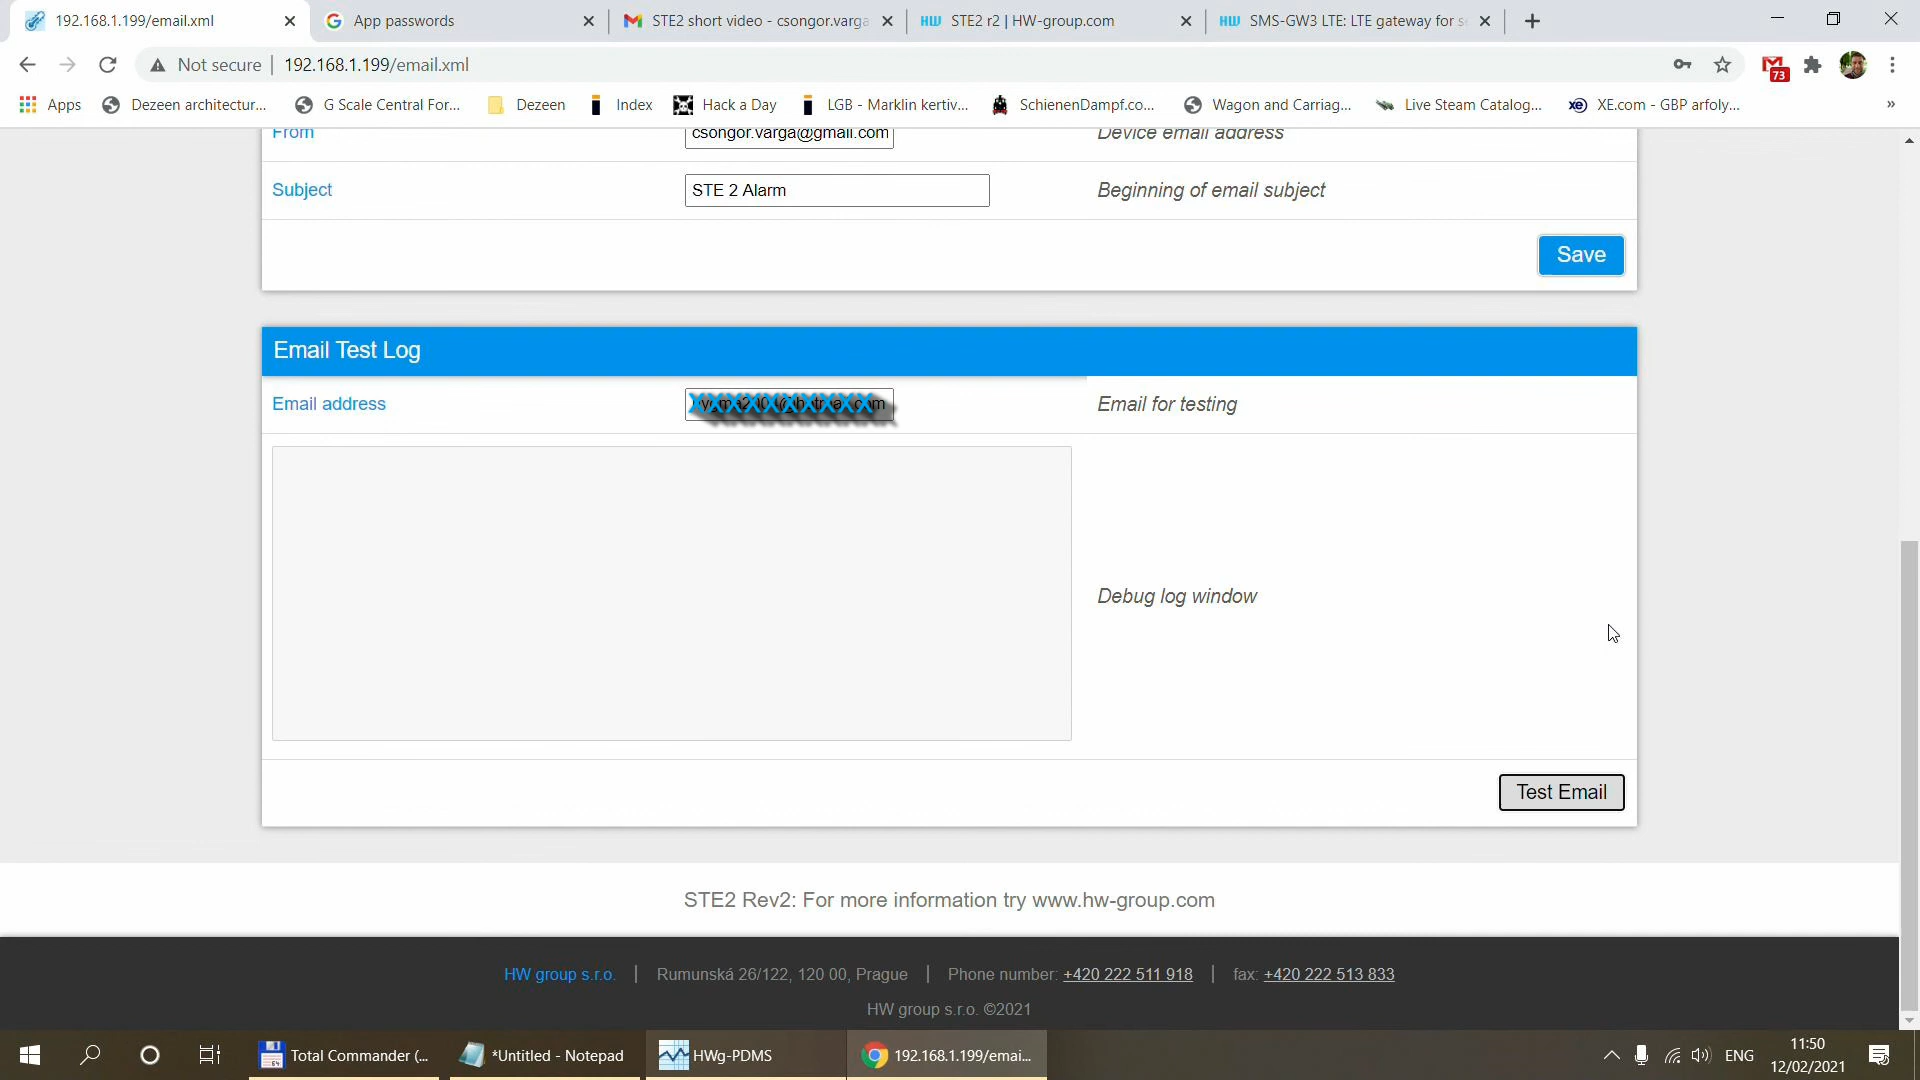 192.168.1.199/email.xml
App passwords
STE2 short video - csongor.varga
STE2 r2 | HW-group.com
SMS-GW3 LTE: LTE gateway for se
Not secure
192.168.1.199/email.xml
73
Apps
Dezeen architectur...
G Scale Central For...
Dezeen
Index
Hack a Day
LGB - Marklin kertiv...
SchienenDampf.co...
Wagon and Carriag...
Live Steam Catalog...
XE.com - GBP arfoly...
»
From
csongor.varga@gmail.com
Device email address
Subject
STE 2 Alarm
Beginning of email subject
Save
Email Test Log
Email address
Email for testing
Debug log window
Test Email
STE2 Rev2: For more information try www.hw-group.com
HW group s.r.o. | Rumunská 26/122, 120 00, Prague | Phone number: +420 222 511 918 | fax: +420 222 513 833
HW group s.r.o. ©2021
Total Commander (...
*Untitled - Notepad
HWg-PDMS
192.168.1.199/emai...
ENG
11:50
12/02/2021